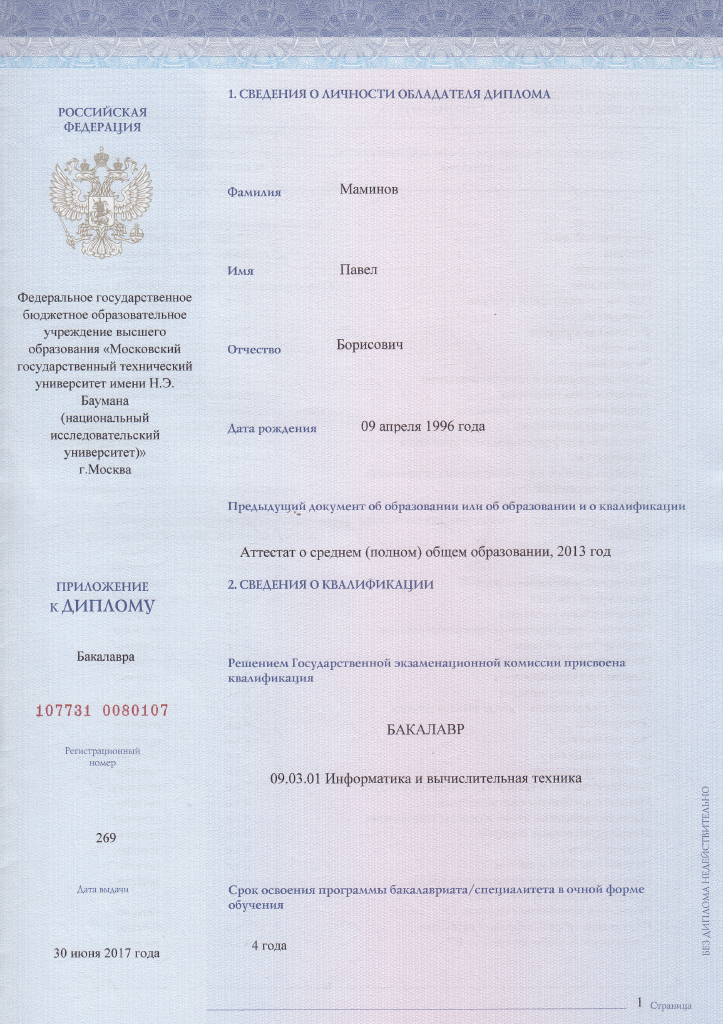 РОССИЙСКАЯ
ФЕДЕРАЦИЯ
Федеральное государственное
бюджетное образовательное
учреждение высшего
образования «Московский
государственный технический
университет имени Н.Э.
Баумана
(национальный
исследовательский
университет)»
г.Москва
ПРИЛОЖЕНИЕ
к ДИПЛОМУ
Бакалавра
107731 0080107
Регистрационный
номер
269
Дата выдачи
30 июня 2017 года
1. СВЕДЕНИЯ О ЛИЧНОСТИ ОБЛАДАТЕЛЯ ДИПЛОМА
Фамилия Маминов
Имя Павел
Отчество Борисович
Дата рождения 09 апреля 1996 года
Предыдущий документ об образовании или об образовании и о квалификации
Аттестат о среднем (полном) общем образовании, 2013 год
2. СВЕДЕНИЯ О КВАЛИФИКАЦИИ
Решением Государственной экзаменационной комиссии присвоена
квалификация
БАКАЛАВР
09.03.01 Информатика и вычислительная техника
Срок освоения программы бакалавриата/специалитета в очной форме
обучения
4 года
БЕЗ ДИПЛОМА НЕДЕЙСТВИТЕЛЬНО
1 Страница